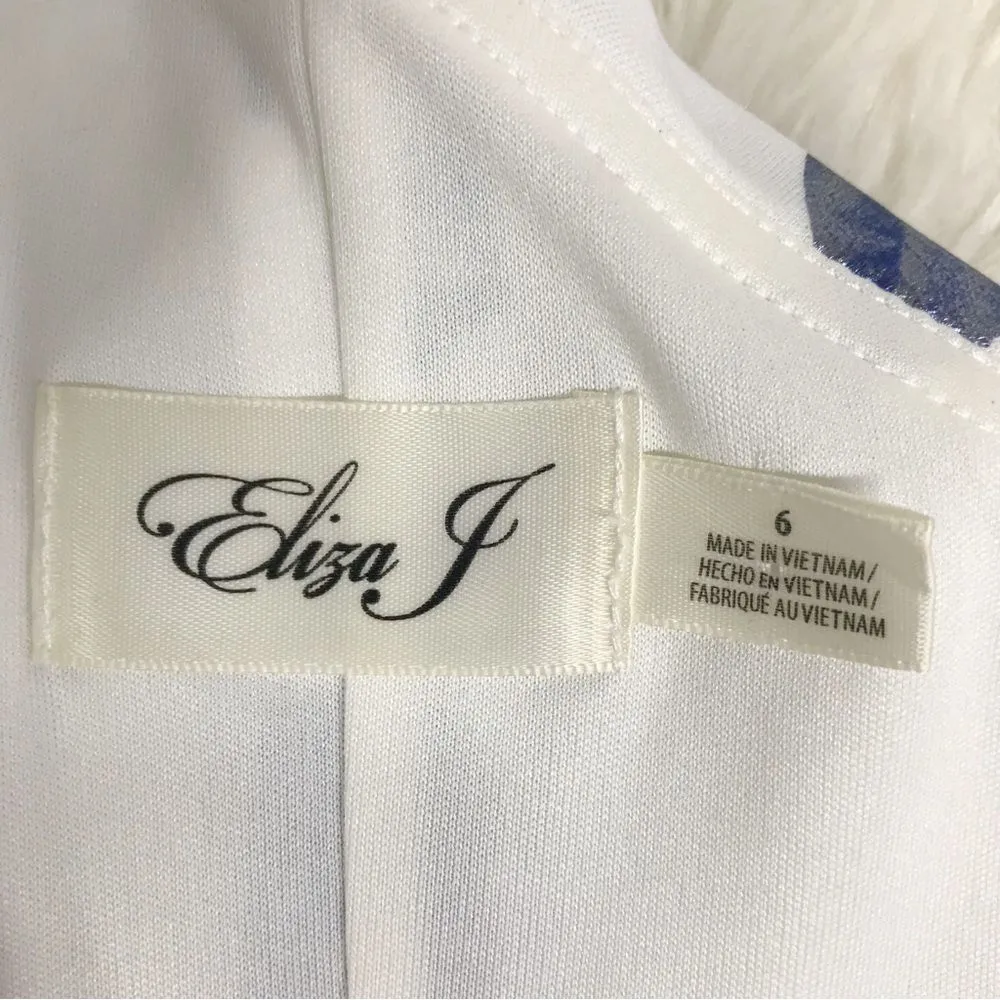 Eliza J
6
MADE IN VIETNAM/
HECHO EN VIETNAM/
FABRIQUÉ AU VIETNAM